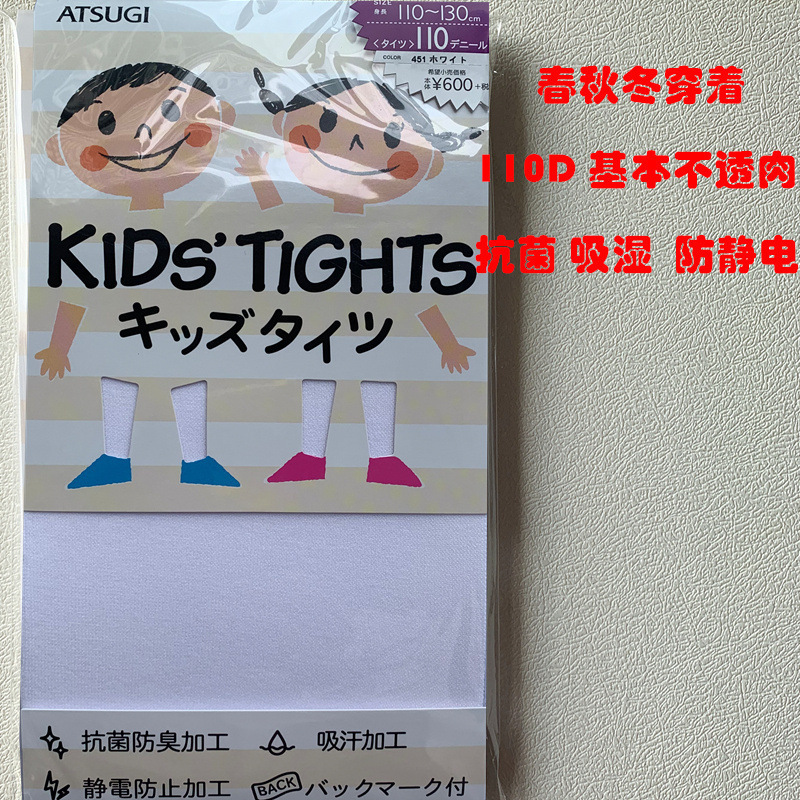 ATSUGI
SIZE
身長 110~130cm
<タイツ>110デニール
COLOR 451 ホワイト
希望小売価格
本体¥600+税
春秋冬穿着
110D 基本不透肉
抗菌 吸湿 防静电
KIDS' TIGHTS
キッズタイツ
抗菌防臭加工
吸汗加工
静電防止加工
BACK バックマーク付